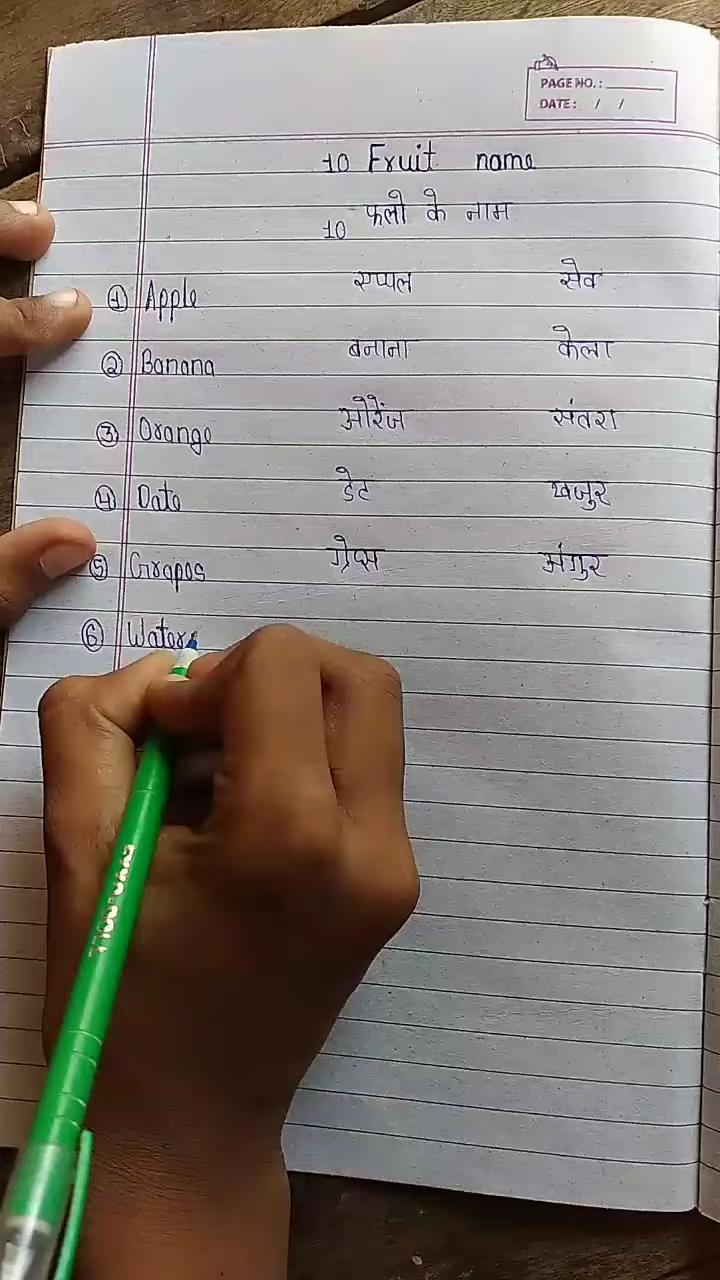 PAGE NO.:
DATE: / /
10 Fruit name
10 फलो के नाम
① Apple एप्पल सेव
② Banana बनाना केला
③ Orange ओरेंज संतरा
④ Date डेट खजुर
⑤ Grapes ग्रेप्स अंगुर
⑥ Water